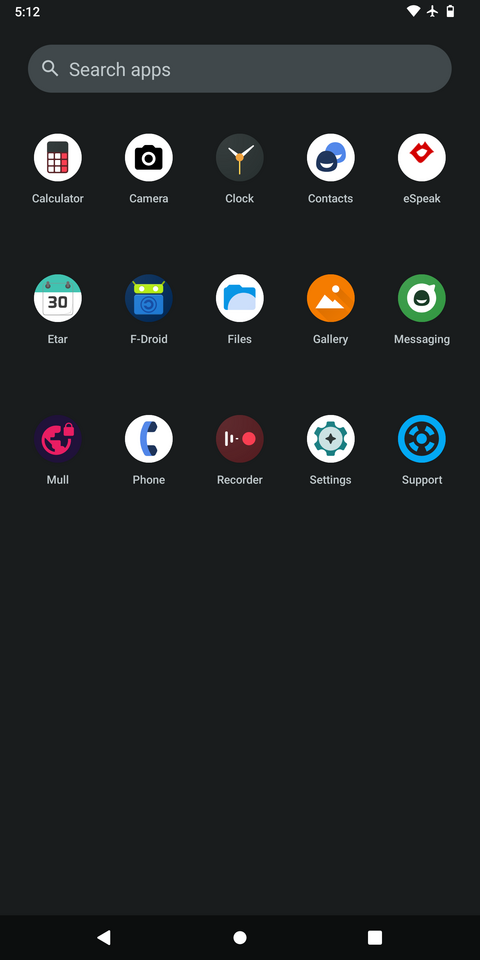 5:12
Search apps
Calculator Camera Clock Contacts eSpeak
30
Etar F-Droid Files Gallery Messaging
Mull Phone Recorder Settings Support